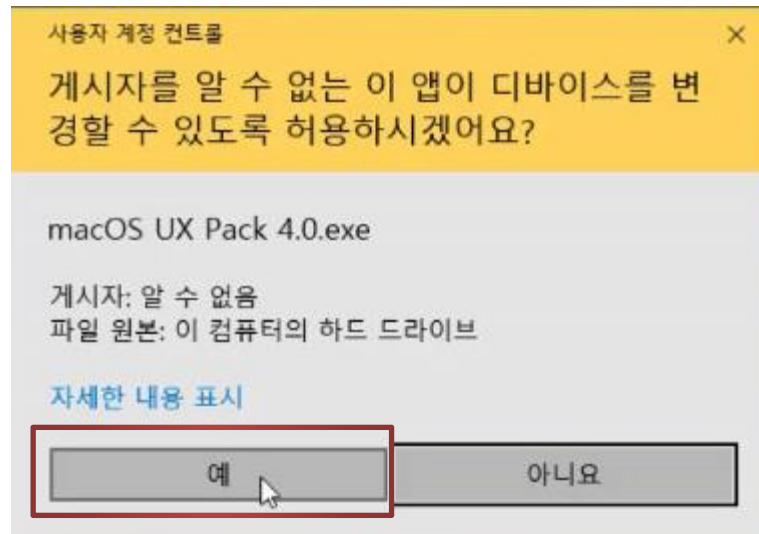 사용자 계정 컨트롤
게시자를 알 수 없는 이 앱이 디바이스를 변
경할 수 있도록 허용하시겠어요?
macOS UX Pack 4.0.exe
게시자: 알 수 없음
파일 원본: 이 컴퓨터의 하드 드라이브
자세한 내용 표시
예 아니요